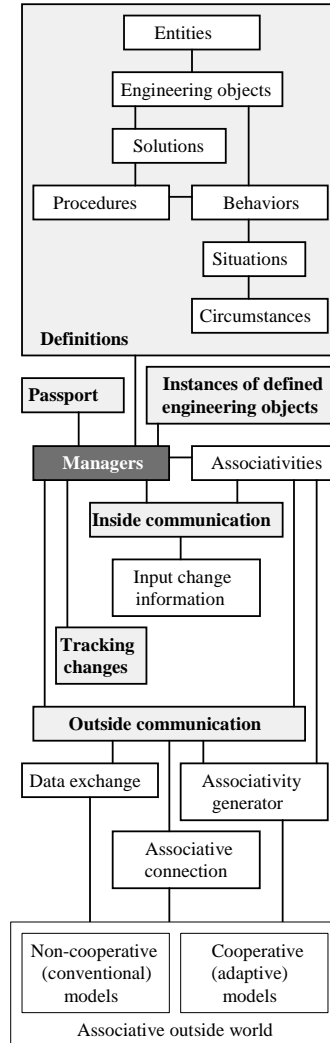 Entities
Engineering objects
Solutions
Procedures
Behaviors
Situations
Circumstances
Definitions
Passport
Instances of defined
engineering objects
Managers
Associativities
Inside communication
Input change
information
Tracking
changes
Outside communication
Data exchange
Associativity
generator
Associative
connection
Non-cooperative
(conventional)
models
Cooperative
(adaptive)
models
Associative outside world